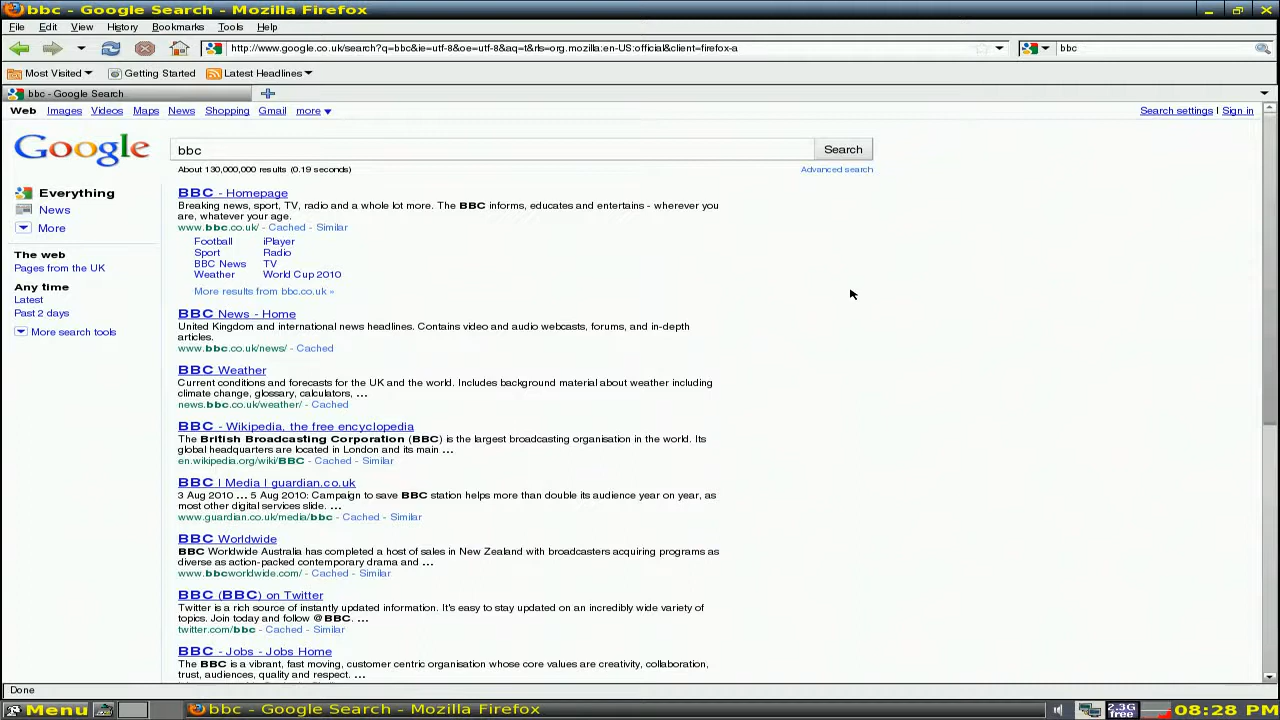 bbc - Google Search - Mozilla Firefox
File Edit View History Bookmarks Tools Help
http://www.google.co.uk/search?q=bbc&ie=utf-8&oe=utf-8&aq=t&rls=org.mozilla:en-US:official&client=firefox-a
bbc
Most Visited Getting Started Latest Headlines
bbc - Google Search
Web Images Videos Maps News Shopping Gmail more
Search settings | Sign in
Google
bbc
Search
About 130,000,000 results (0.19 seconds)
Advanced search
Everything
News
More
The web
Pages from the UK
Any time
Latest
Past 2 days
More search tools
BBC - Homepage
Breaking news, sport, TV, radio and a whole lot more. The BBC informs, educates and entertains - wherever you
are, whatever your age.
www.bbc.co.uk/ - Cached - Similar
Football iPlayer
Sport Radio
BBC News TV
Weather World Cup 2010
More results from bbc.co.uk »
BBC News - Home
United Kingdom and international news headlines. Contains video and audio webcasts, forums, and in-depth
articles.
www.bbc.co.uk/news/ - Cached
BBC Weather
Current conditions and forecasts for the UK and the world. Includes background material about weather including
climate change, glossary, calculators, ...
news.bbc.co.uk/weather/ - Cached
BBC - Wikipedia, the free encyclopedia
The British Broadcasting Corporation (BBC) is the largest broadcasting organisation in the world. Its
global headquarters are located in London and its main ...
en.wikipedia.org/wiki/BBC - Cached - Similar
BBC | Media | guardian.co.uk
3 Aug 2010 ... 5 Aug 2010: Campaign to save BBC station helps more than double its audience year on year, as
most other digital services slide. ...
www.guardian.co.uk/media/bbc - Cached - Similar
BBC Worldwide
BBC Worldwide Australia has completed a host of sales in New Zealand with broadcasters acquiring programs as
diverse as action-packed contemporary drama and ...
www.bbcworldwide.com/ - Cached - Similar
BBC (BBC) on Twitter
Twitter is a rich source of instantly updated information. It's easy to stay updated on an incredibly wide variety of
topics. Join today and follow @BBC. ...
twitter.com/bbc - Cached - Similar
BBC - Jobs - Jobs Home
The BBC is a vibrant, fast moving, customer centric organisation whose core values are creativity, collaboration,
trust, audiences, quality and respect. ...
Done
Menu
bbc - Google Search - Mozilla Firefox
2.3G
free
08:28 PM